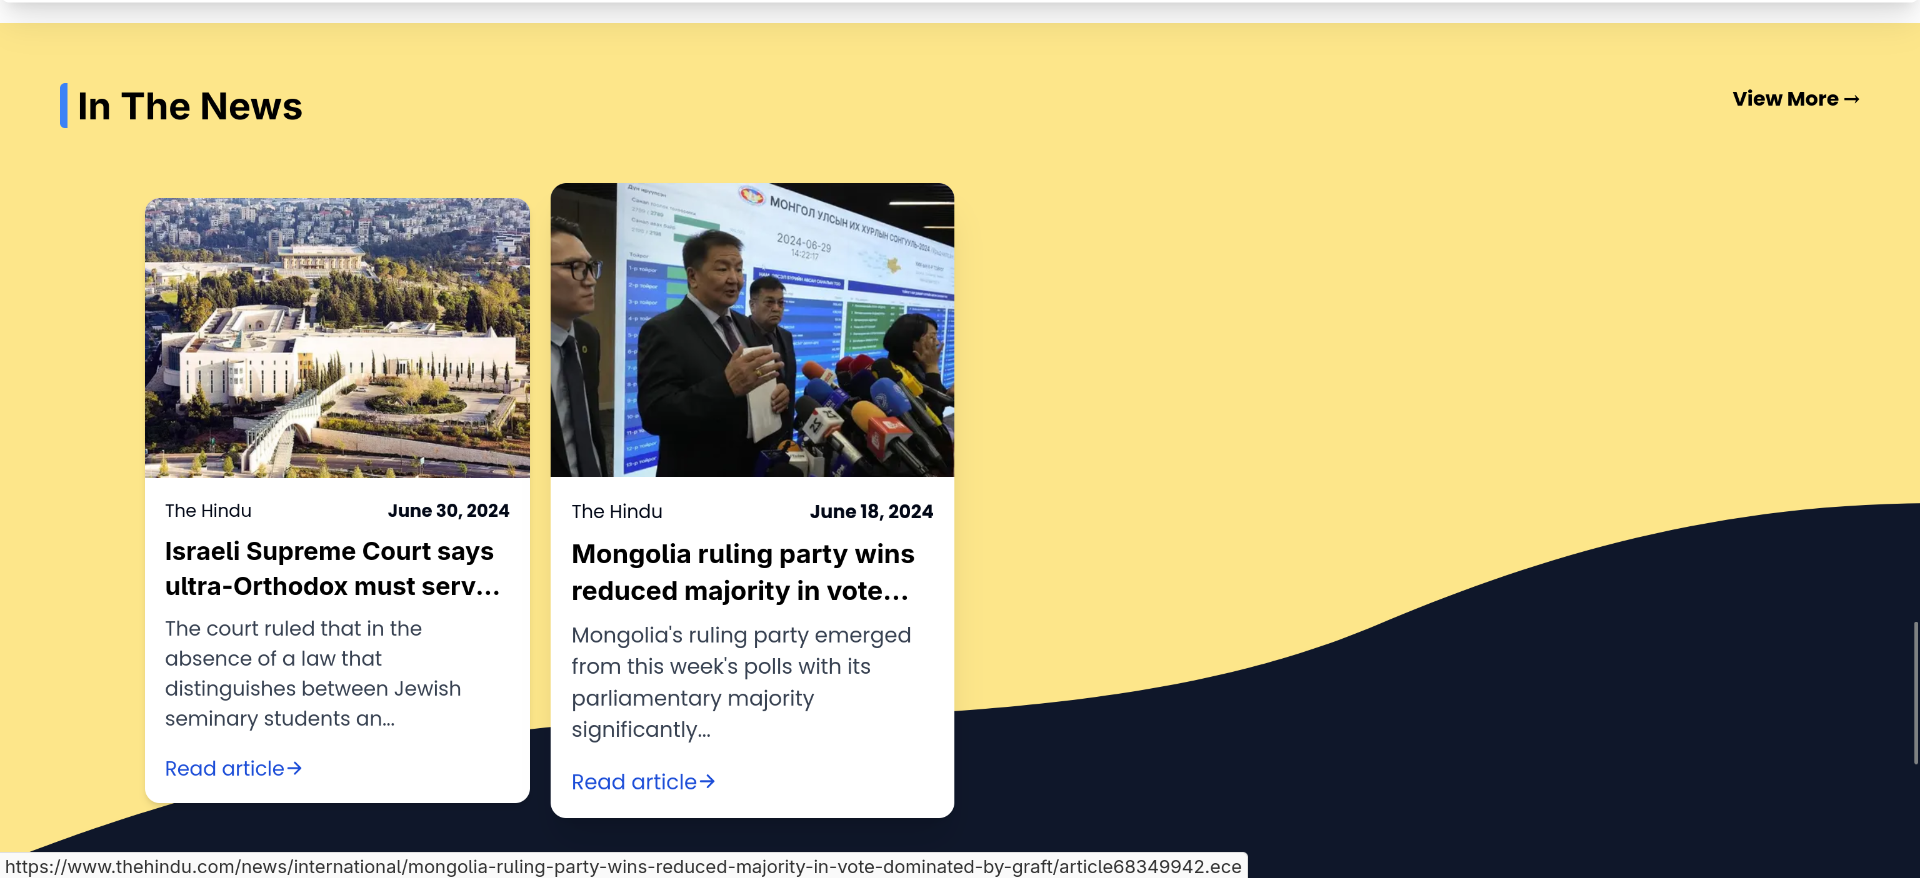 In The News
View More →
МОНГОЛ УЛСЫН ИХ ХУРЛЫН СОНГУУЛЬ-2024
2024-06-29
14:22:17
The Hindu
June 30, 2024
Israeli Supreme Court says
ultra-Orthodox must serv...
The court ruled that in the
absence of a law that
distinguishes between Jewish
seminary students an...
Read article→
The Hindu
June 18, 2024
Mongolia ruling party wins
reduced majority in vote...
Mongolia's ruling party emerged
from this week's polls with its
parliamentary majority
significantly...
Read article→
https://www.thehindu.com/news/international/mongolia-ruling-party-wins-reduced-majority-in-vote-dominated-by-graft/article68349942.ece